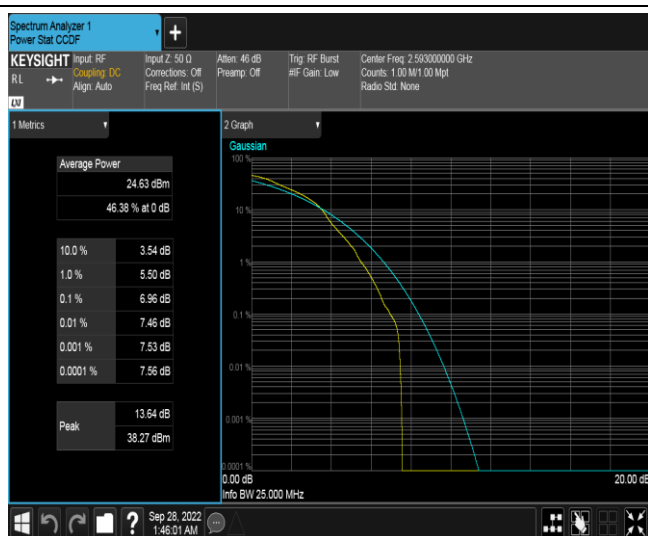 Spectrum Analyzer 1
Power Stat CCDF
+
KEYSIGHT
RL
LXI
Input: RF
Coupling: DC
Align: Auto
Input Z: 50 Ω
Corrections: Off
Freq Ref: Int (S)
Atten: 46 dB
Preamp: Off
Trig: RF Burst
#IF Gain: Low
Center Freq: 2.593000000 GHz
Counts: 1.00 M/1.00 Mpt
Radio Std: None
1 Metrics
Average Power
24.63 dBm
46.38 % at 0 dB
10.0 % 3.54 dB
1.0 % 5.50 dB
0.1 % 6.96 dB
0.01 % 7.46 dB
0.001 % 7.53 dB
0.0001 % 7.56 dB
Peak
13.64 dB
38.27 dBm
2 Graph
Gaussian
100 %
10 %
1 %
0.1 %
0.01 %
0.001 %
0.0001 %
0.00 dB 20.00 dB
Info BW 25.000 MHz
?
Sep 28, 2022
1:46:01 AM